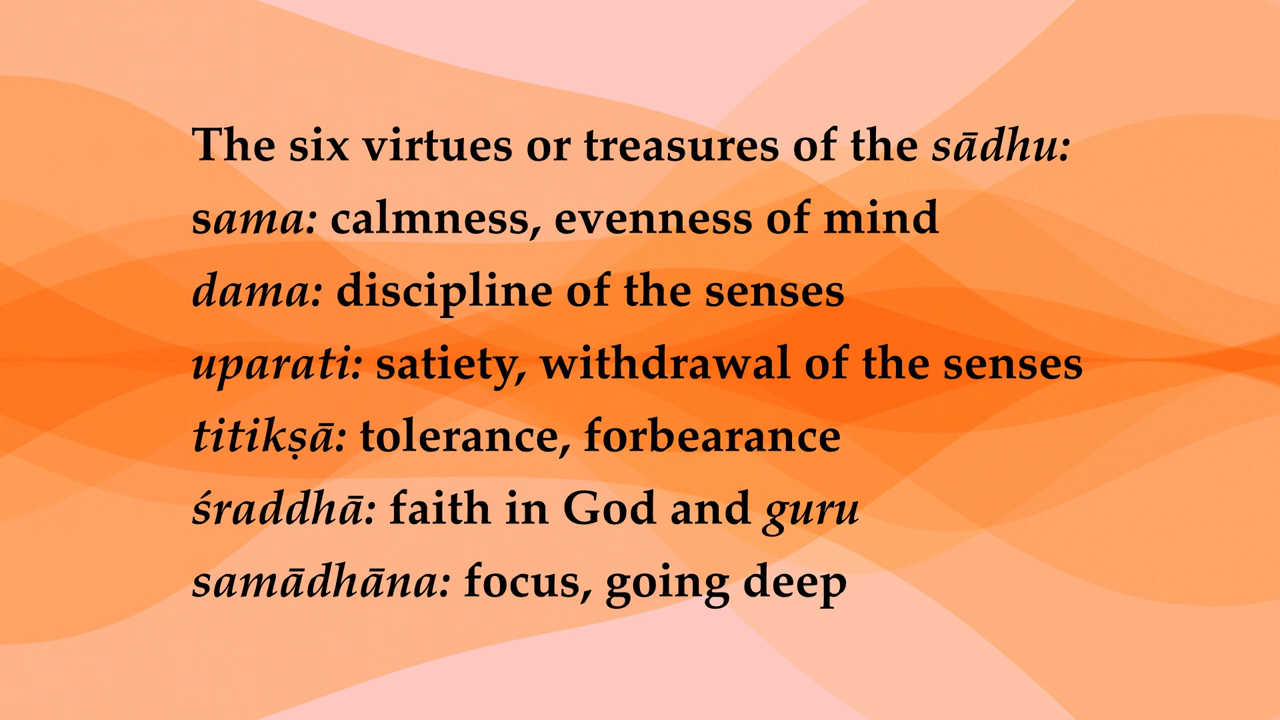 The six virtues or treasures of the sādhu:
sama: calmness, evenness of mind
dama: discipline of the senses
uparati: satiety, withdrawal of the senses
titikṣā: tolerance, forbearance
śraddhā: faith in God and guru
samādhāna: focus, going deep